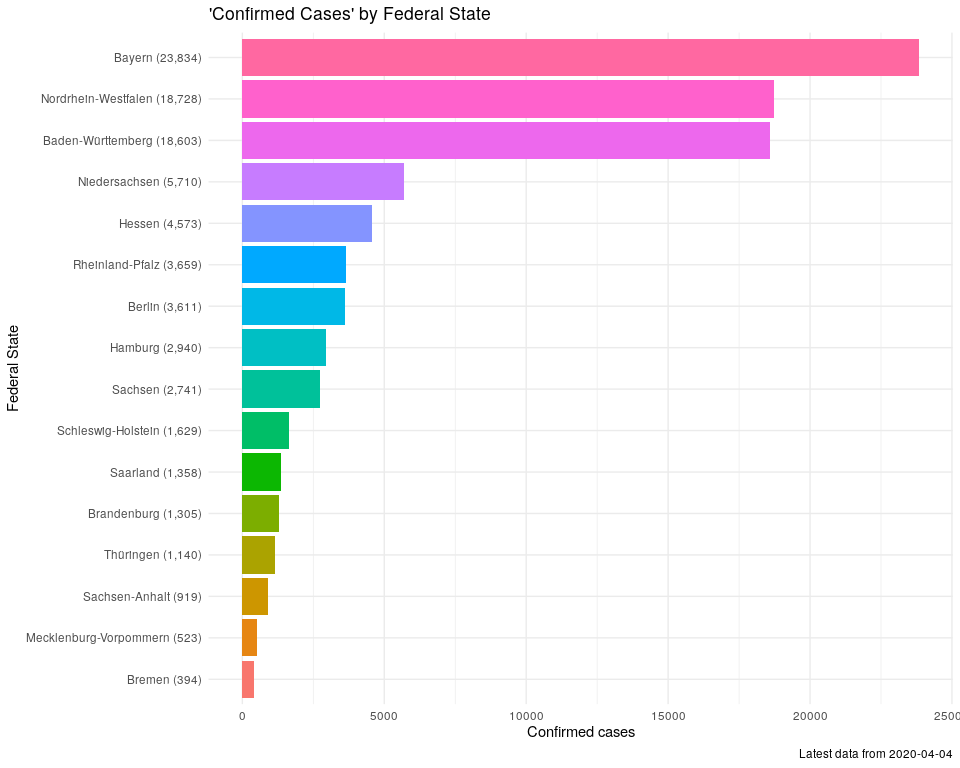 'Confirmed Cases' by Federal State
Bayern (23,834)
Nordrhein-Westfalen (18,728)
Baden-Württemberg (18,603)
Niedersachsen (5,710)
Hessen (4,573)
Rheinland-Pfalz (3,659)
Berlin (3,611)
Hamburg (2,940)
Sachsen (2,741)
Schleswig-Holstein (1,629)
Saarland (1,358)
Brandenburg (1,305)
Thüringen (1,140)
Sachsen-Anhalt (919)
Mecklenburg-Vorpommern (523)
Bremen (394)
Federal State
0 5000 10000 15000 20000 2500
Confirmed cases
Latest data from 2020-04-04